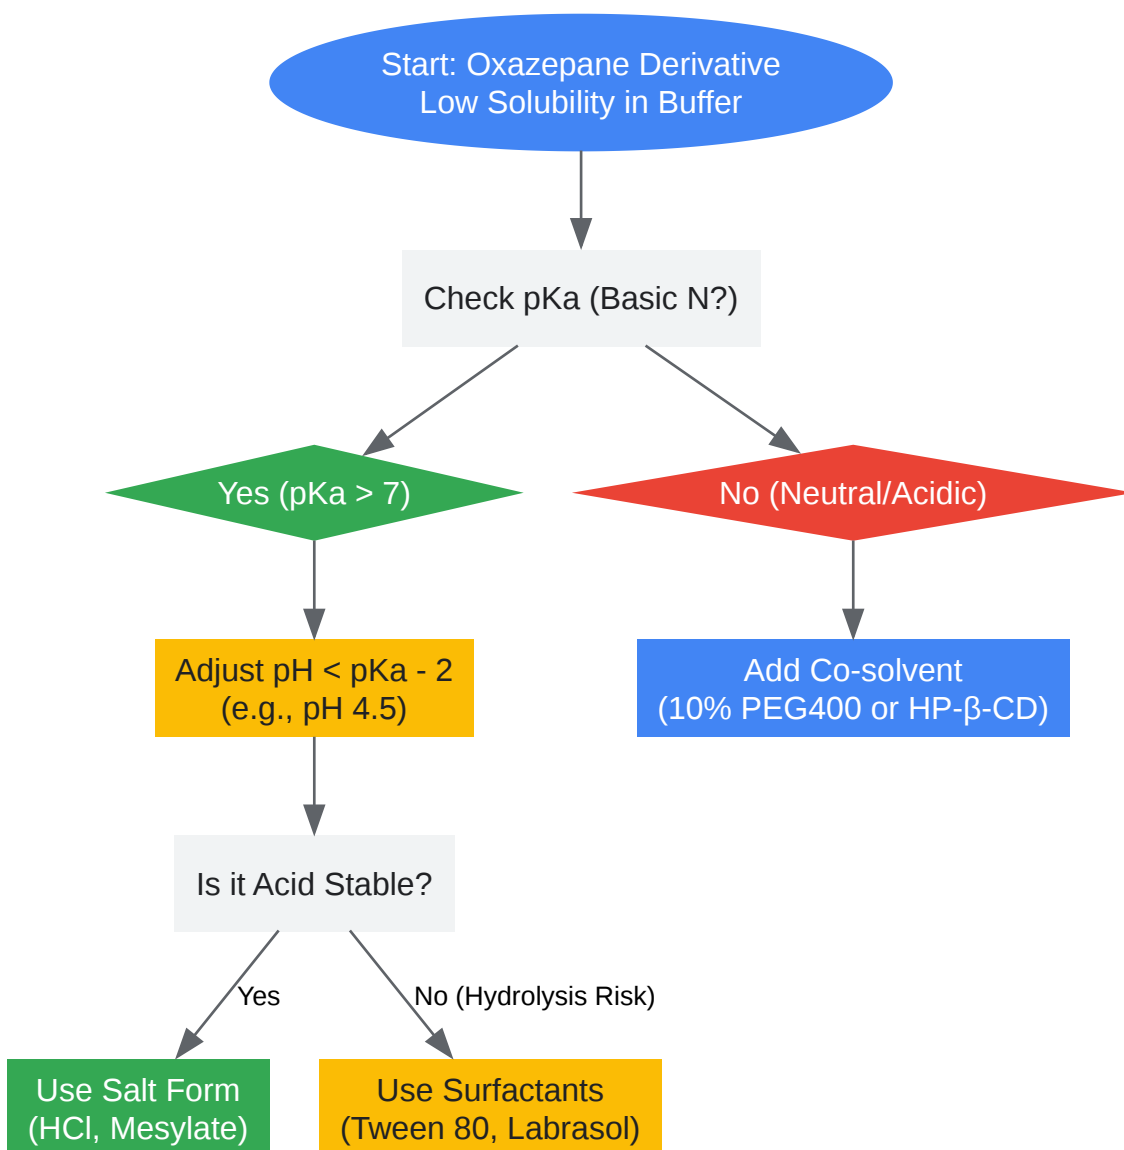 Start: Oxazepane Derivative
Low Solubility in Buffer
Check pKa (Basic N?)
Yes (pKa > 7)
No (Neutral/Acidic)
Adjust pH < pKa - 2
(e.g., pH 4.5)
Add Co-solvent
(10% PEG400 or HP-β-CD)
Is it Acid Stable?
Yes
No (Hydrolysis Risk)
Use Salt Form
(HCl, Mesylate)
Use Surfactants
(Tween 80, Labrasol)